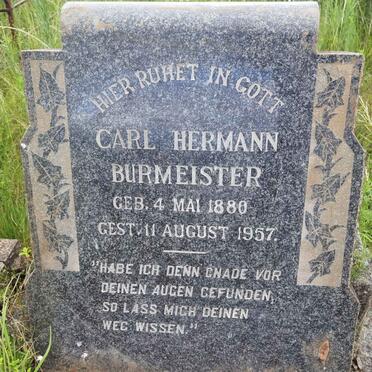 HIER RUHET IN GOTT
CARL HERMANN
BURMEISTER
GEB. 4 MAI 1880
GEST. 11 AUGUST 1957.
"HABE ICH DENN GNADE VOR
DEINEN AUGEN GEFUNDEN,
SO LASS MICH DEINEN
WEG WISSEN."